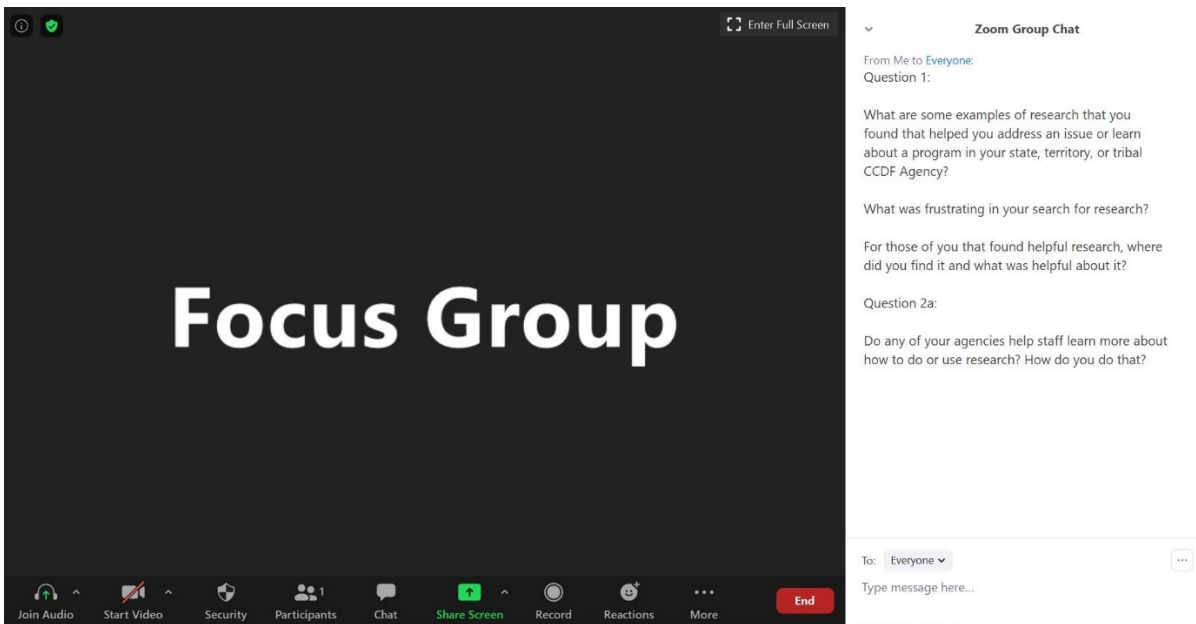 Enter Full Screen
Focus Group
Join Audio
Start Video
Security
1
Participants
Chat
Share Screen
Record
Reactions
More
End
Zoom Group Chat
From Me to Everyone:
Question 1:
What are some examples of research that you
found that helped you address an issue or learn
about a program in your state, territory, or tribal
CCDF Agency?
What was frustrating in your search for research?
For those of you that found helpful research, where
did you find it and what was helpful about it?
Question 2a:
Do any of your agencies help staff learn more about
how to do or use research? How do you do that?
To: Everyone
Type message here...